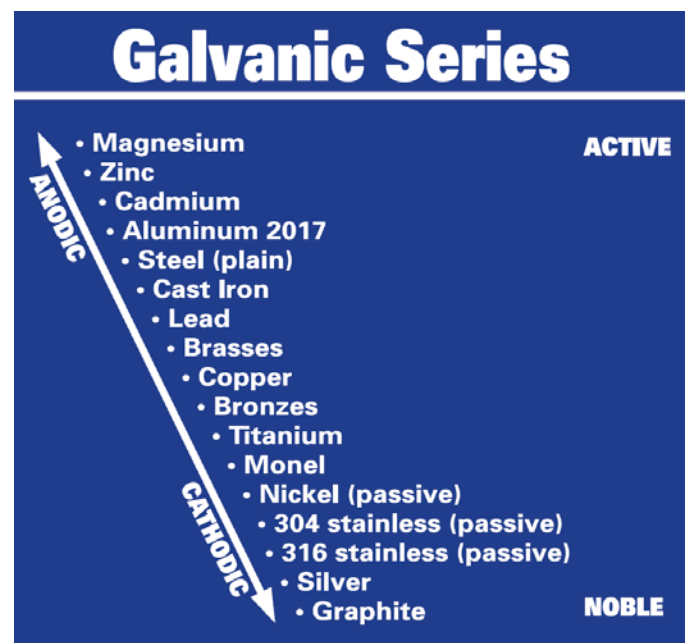 Galvanic Series
ACTIVE
ANODIC
• Magnesium
• Zinc
• Cadmium
• Aluminum 2017
• Steel (plain)
• Cast Iron
• Lead
• Brasses
• Copper
• Bronzes
• Titanium
• Monel
• Nickel (passive)
• 304 stainless (passive)
• 316 stainless (passive)
• Silver
• Graphite
CATHODIC
NOBLE